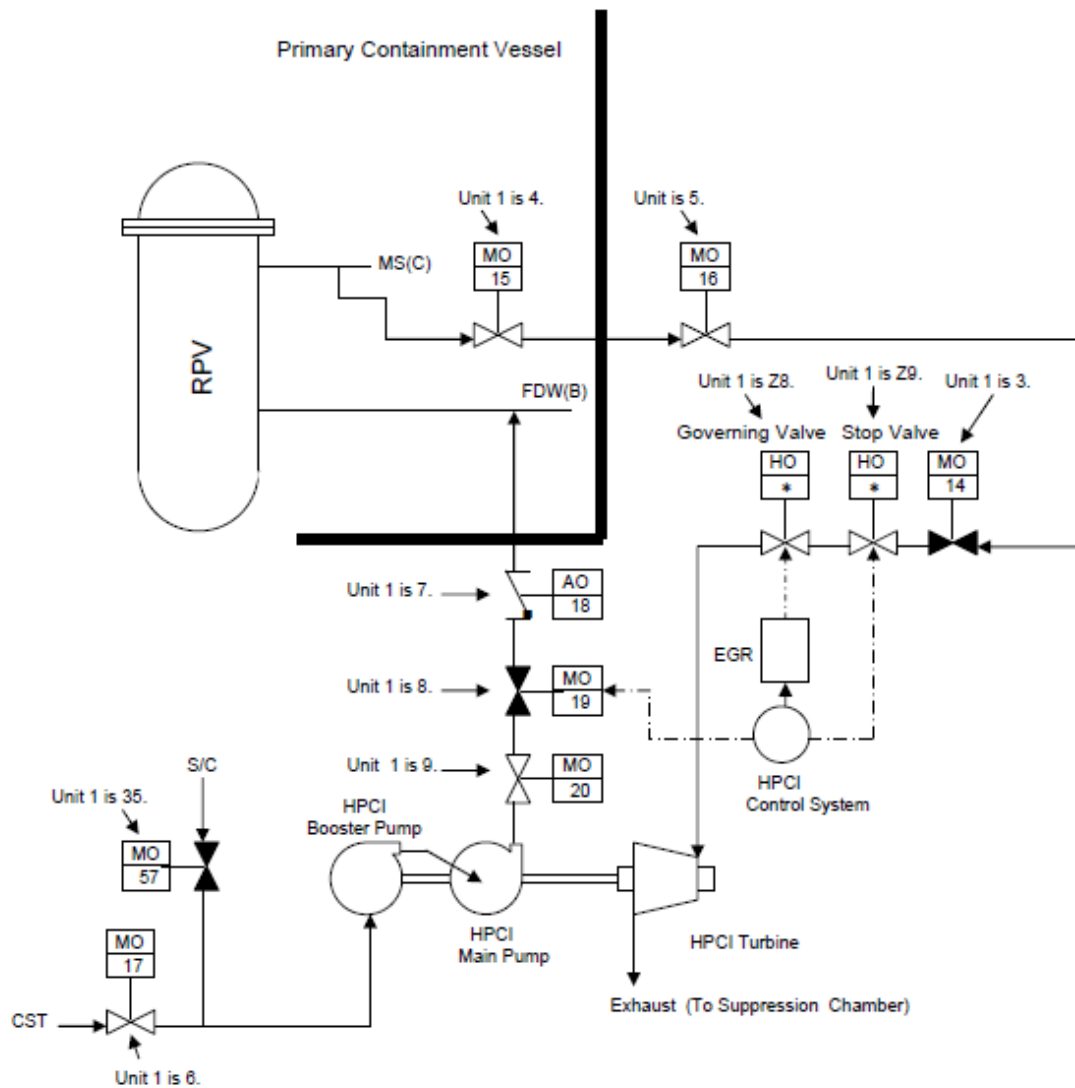 Primary Containment Vessel
Unit 1 is 4.
Unit is 5.
MO
15
MO
16
MS(C)
RPV
FDW(B)
Unit 1 is Z8.
Unit 1 is Z9.
Unit 1 is 3.
Governing Valve
Stop Valve
HO
*
HO
*
MO
14
Unit 1 is 7.
AO
18
EGR
Unit 1 is 8.
MO
19
HPCI
Control System
Unit 1 is 9.
MO
20
S/C
Unit 1 is 35.
MO
57
HPCI
Booster Pump
HPCI
Main Pump
HPCI Turbine
MO
17
CST
Exhaust (To Suppression Chamber)
Unit 1 is 6.